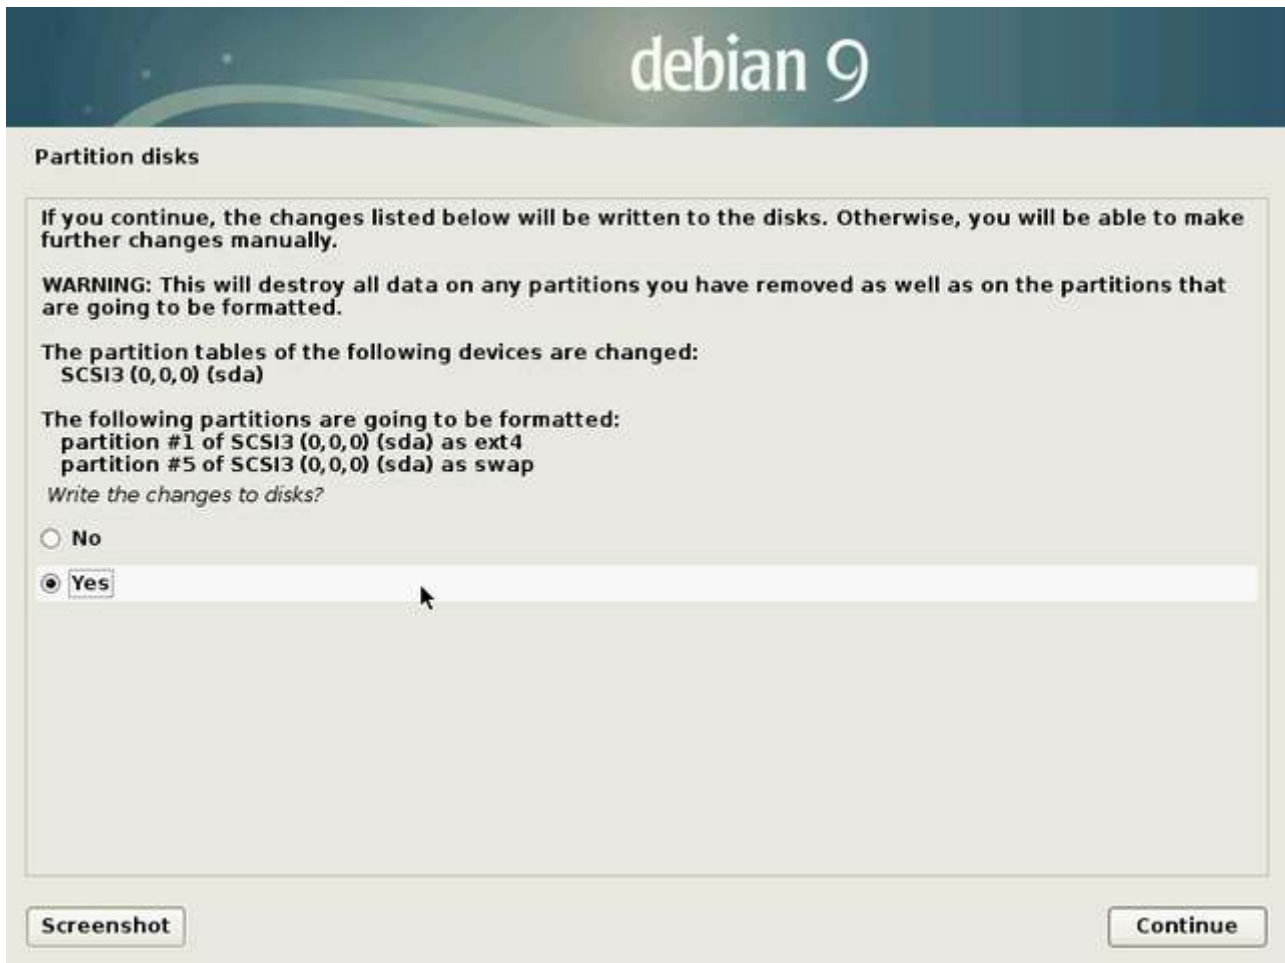 debian 9
Partition disks
If you continue, the changes listed below will be written to the disks. Otherwise, you will be able to make
further changes manually.
WARNING: This will destroy all data on any partitions you have removed as well as on the partitions that
are going to be formatted.
The partition tables of the following devices are changed:
SCSI3 (0,0,0) (sda)
The following partitions are going to be formatted:
partition #1 of SCSI3 (0,0,0) (sda) as ext4
partition #5 of SCSI3 (0,0,0) (sda) as swap
Write the changes to disks?
No
Yes
Screenshot
Continue